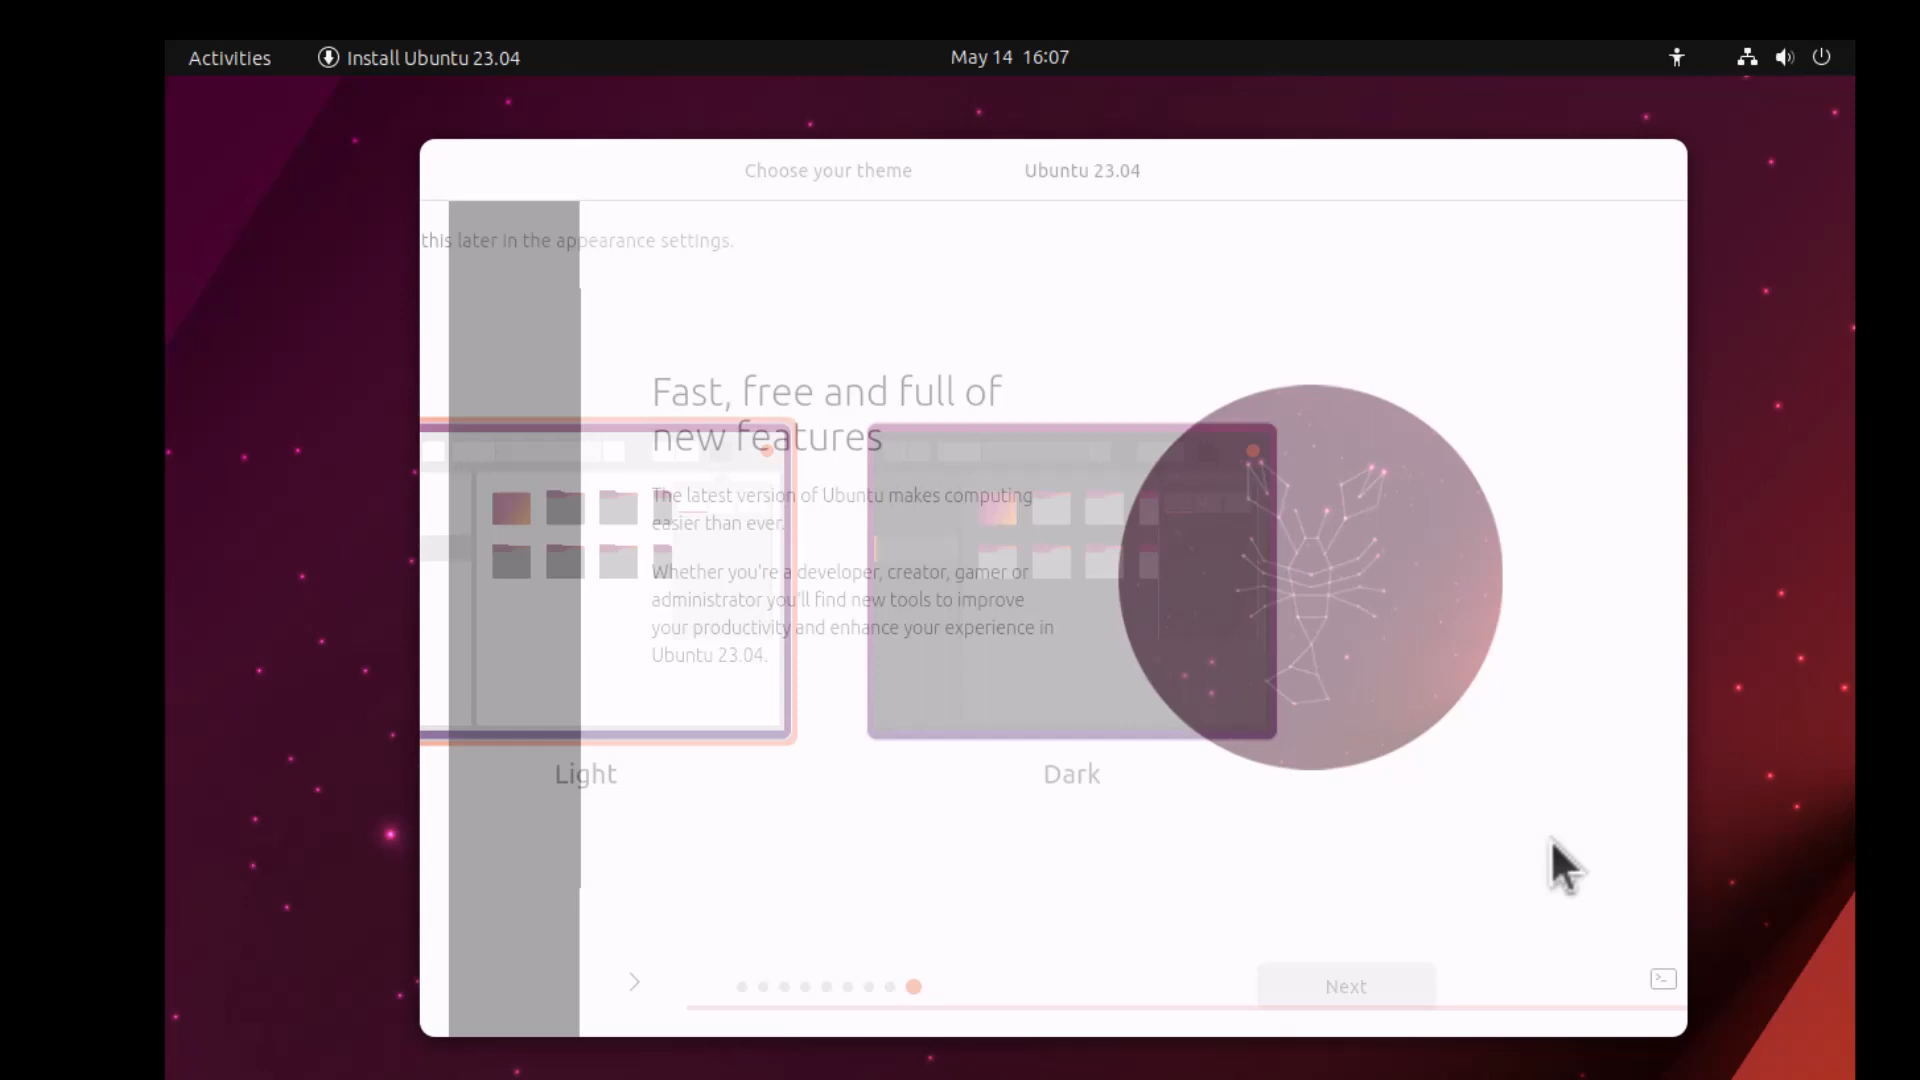 Activities
Install Ubuntu 23.04
May 14 16:07
Choose your theme
Ubuntu 23.04
this later in the appearance settings.
Fast, free and full of
new features
The latest version of Ubuntu makes computing
easier than ever.
Whether you're a developer, creator, gamer or
administrator you'll find new tools to improve
your productivity and enhance your experience in
Ubuntu 23.04.
Light
Dark
Next